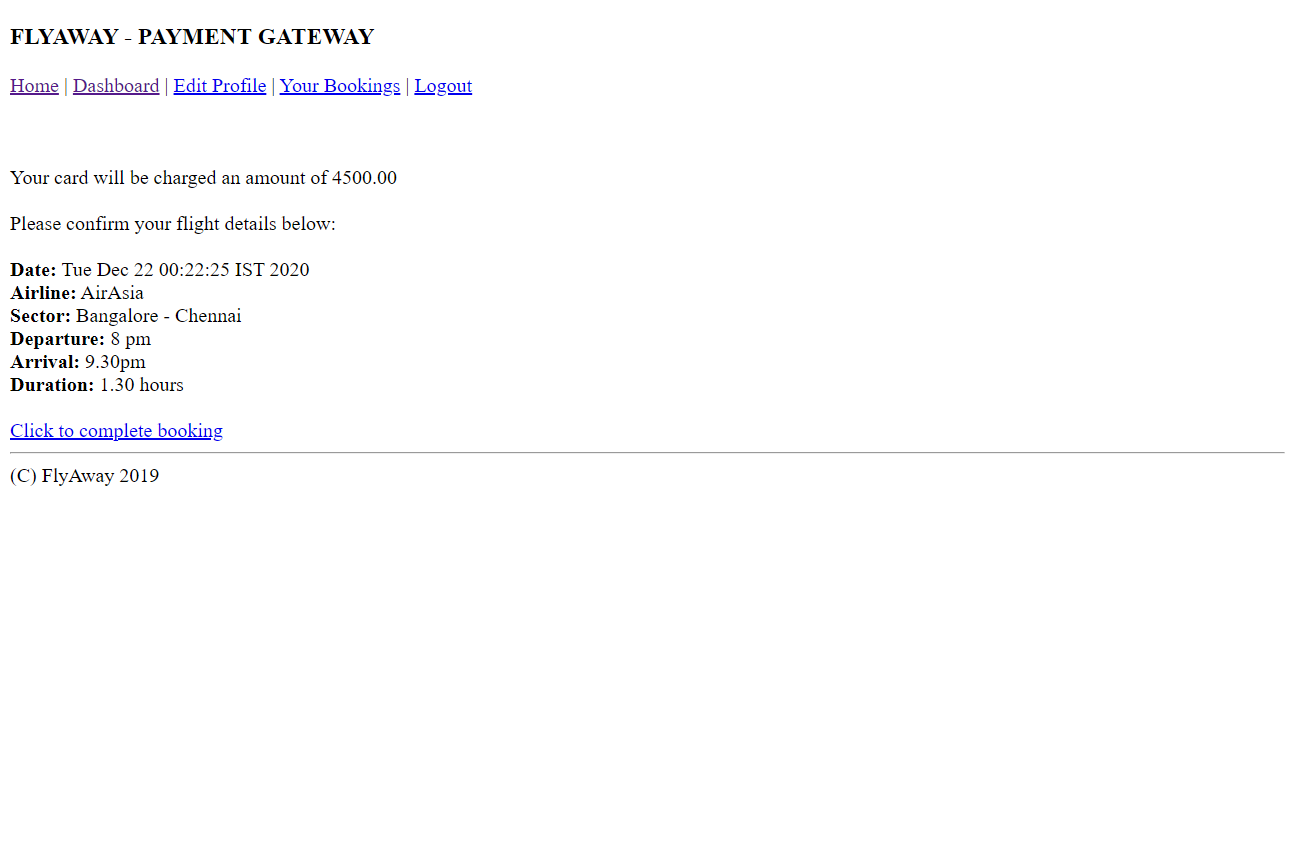 FLYAWAY - PAYMENT GATEWAY
Home | Dashboard | Edit Profile | Your Bookings | Logout
Your card will be charged an amount of 4500.00
Please confirm your flight details below:
Date: Tue Dec 22 00:22:25 IST 2020
Airline: AirAsia
Sector: Bangalore - Chennai
Departure: 8 pm
Arrival: 9.30pm
Duration: 1.30 hours
Click to complete booking
(C) FlyAway 2019